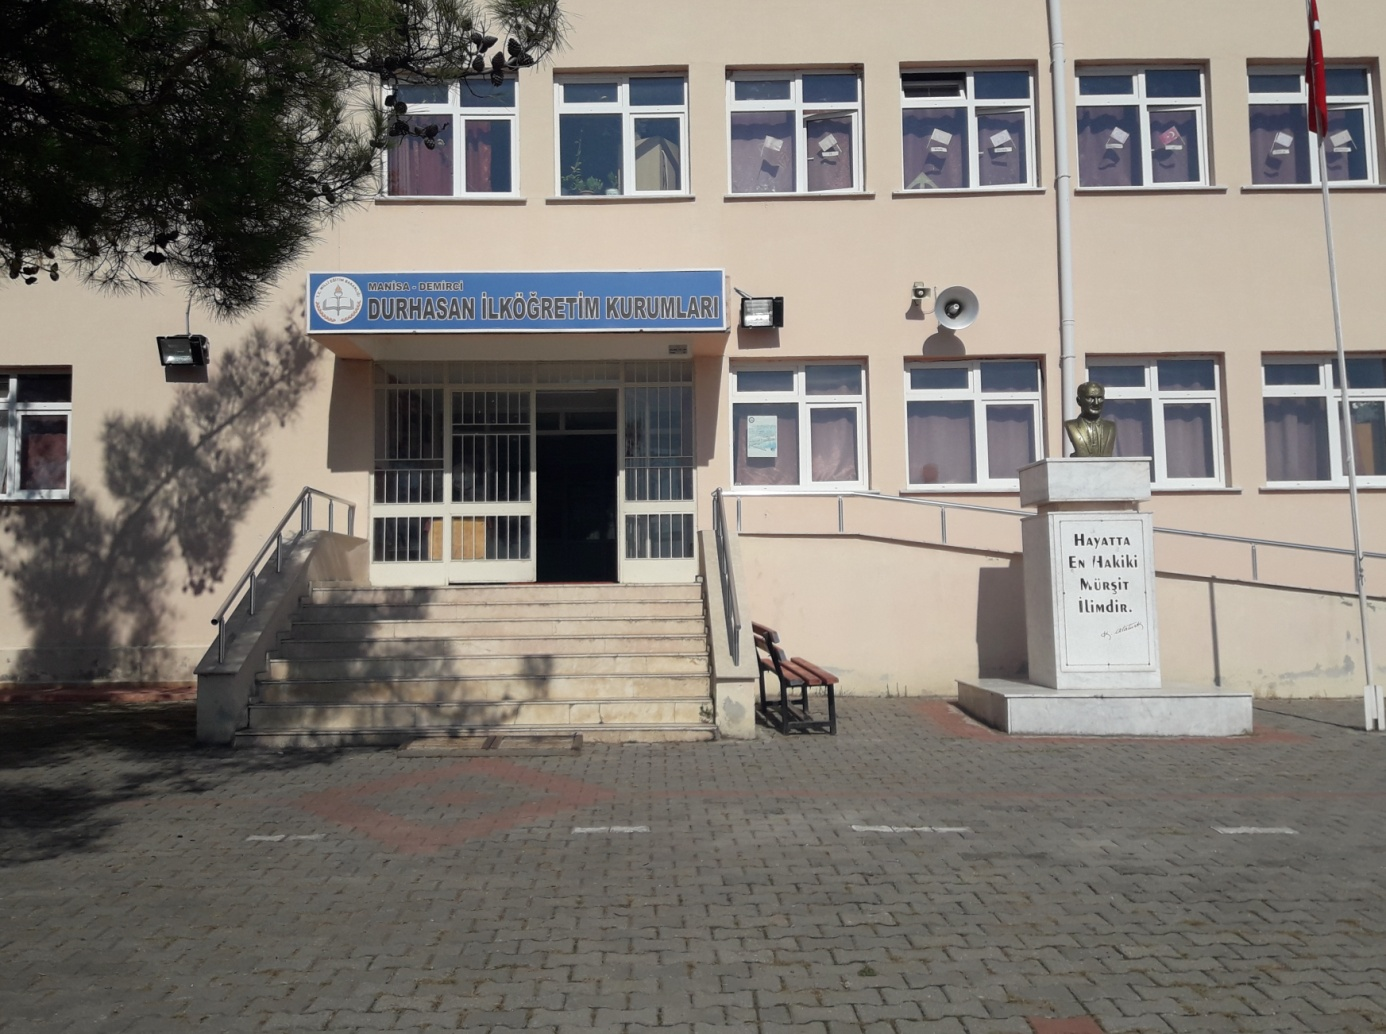 MANİSA - DEMİRCİ
DURHASAN İLKÖĞRETİM KURUMLARI
HAYATTA
EN HAKİKİ
MÜRŞİT
İLİMDİR.